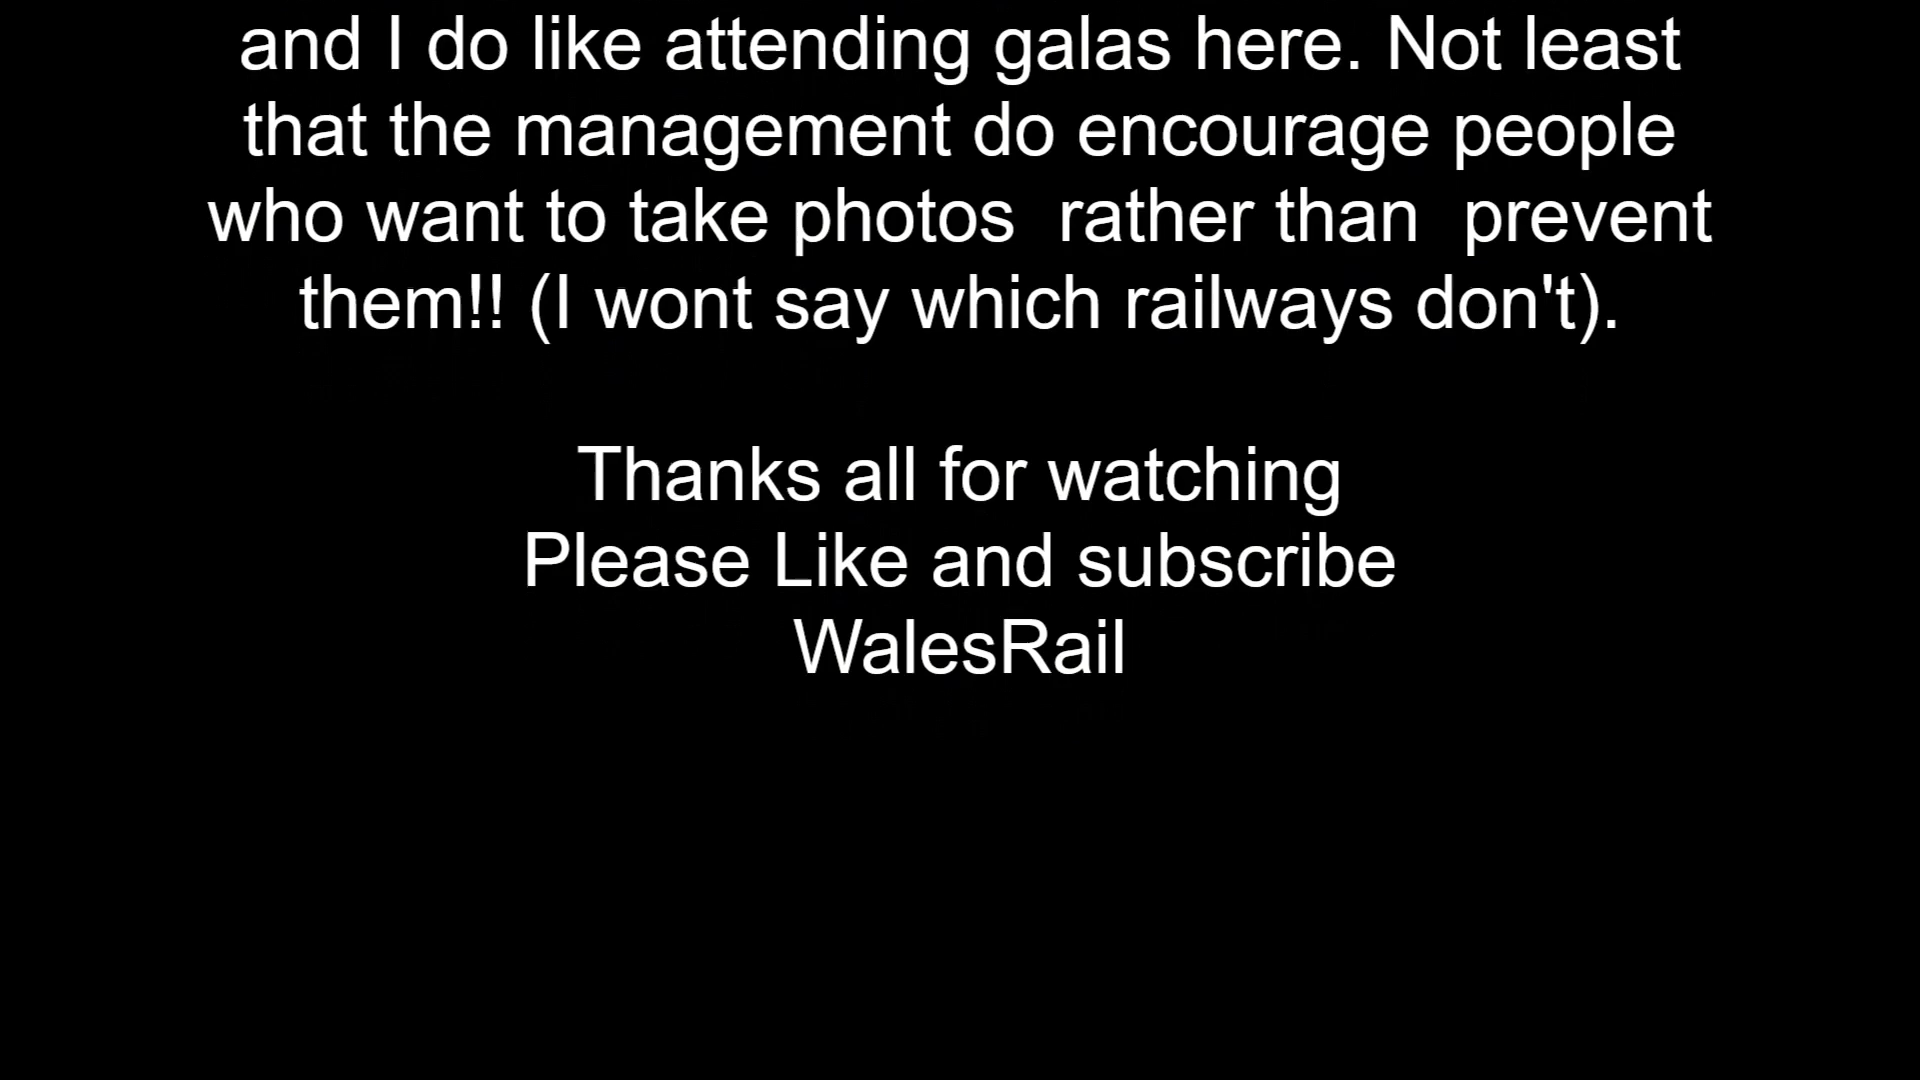 and I do like attending galas here. Not least
that the management do encourage people
who want to take photos  rather than  prevent
them!! (I wont say which railways don't).
Thanks all for watching
Please Like and subscribe
WalesRail